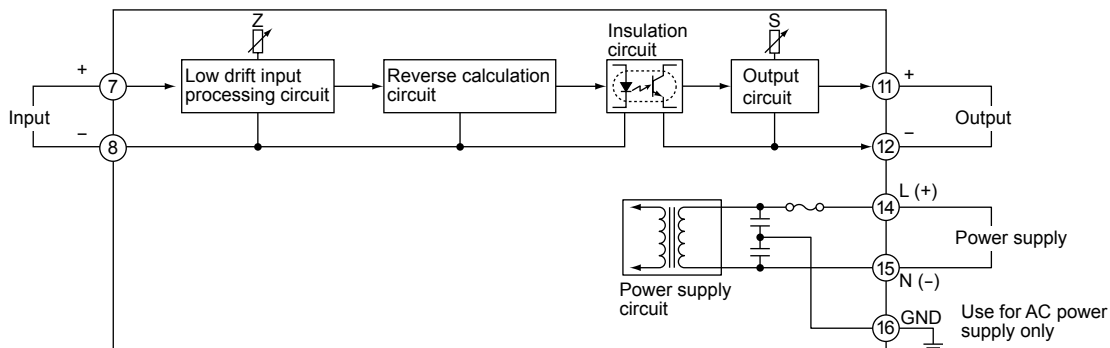 Z
S
Insulation
circuit
Low drift input
processing circuit
Reverse calculation
circuit
Output
circuit
+
7
Input
−
8
11
+
Output
12
−
L (+)
14
Power supply
15
N (−)
Power supply
circuit
16
GND
Use for AC power
supply only